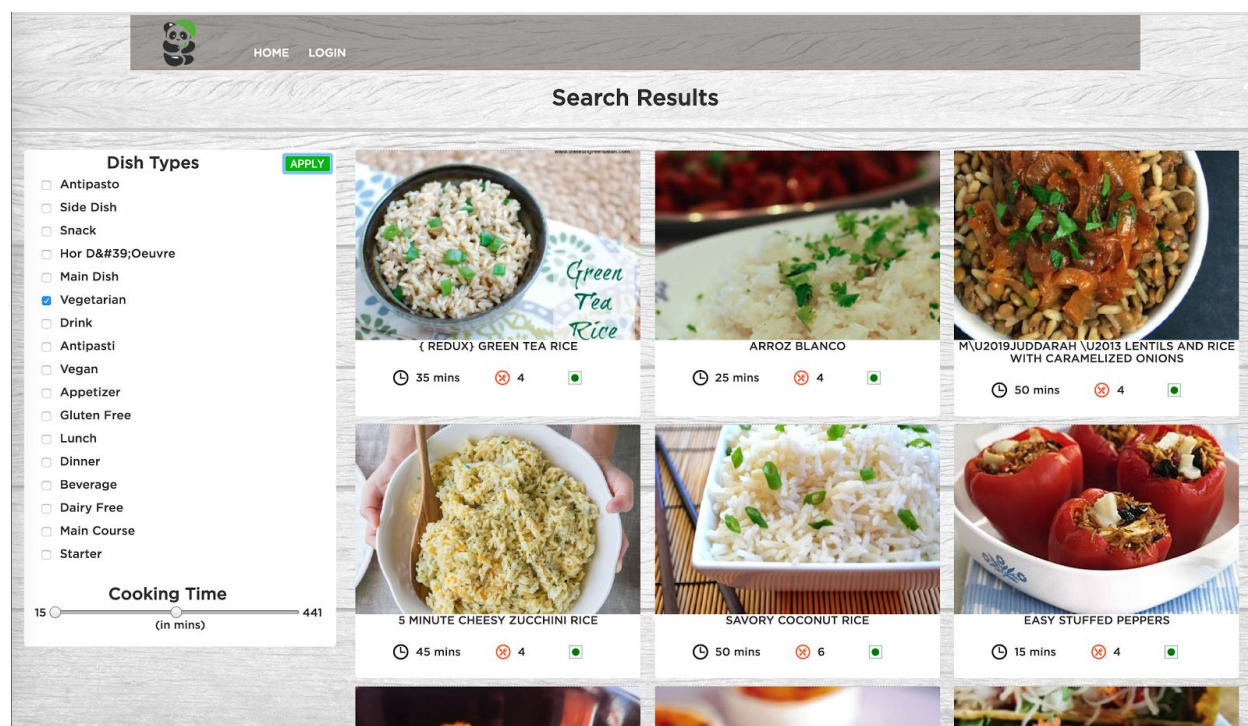 HOME LOGIN
Search Results
Dish Types
APPLY
Antipasto
Side Dish
Snack
Hor D&#39;Oeuvre
Main Dish
Vegetarian
Drink
Antipasti
Vegan
Appetizer
Gluten Free
Lunch
Dinner
Beverage
Dairy Free
Main Course
Starter
Cooking Time
15 441
(in mins)
Green
Tea
Rice
{ REDUX} GREEN TEA RICE
35 mins 4
ARROZ BLANCO
25 mins 4
M\U2019JUDDARAH \U2013 LENTILS AND RICE
WITH CARAMELIZED ONIONS
50 mins 4
5 MINUTE CHEESY ZUCCHINI RICE
45 mins 4
SAVORY COCONUT RICE
50 mins 6
EASY STUFFED PEPPERS
15 mins 4